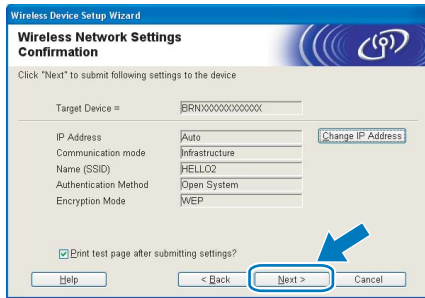 Wireless Device Setup Wizard
Wireless Network Settings
Confirmation
Click "Next" to submit following settings to the device
Target Device = BRNXXXXXXXXXXXX
IP Address Auto Change IP Address
Communication mode Infrastructure
Name (SSID) HELLO2
Authentication Method Open System
Encryption Mode WEP
Print test page after submitting settings?
Help < Back Next > Cancel